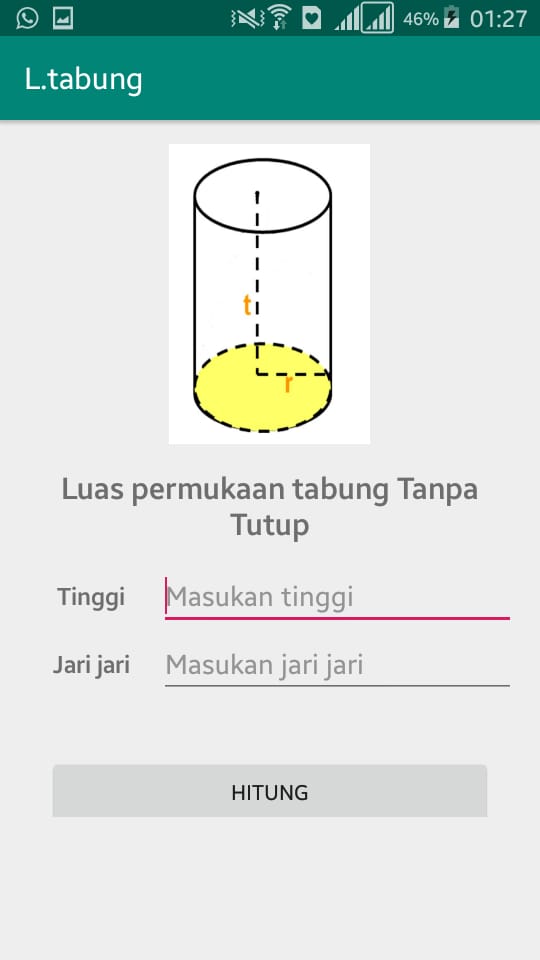 46% 01:27
L.tabung
t
r
Luas permukaan tabung Tanpa
Tutup
Tinggi Masukan tinggi
Jari jari Masukan jari jari
HITUNG